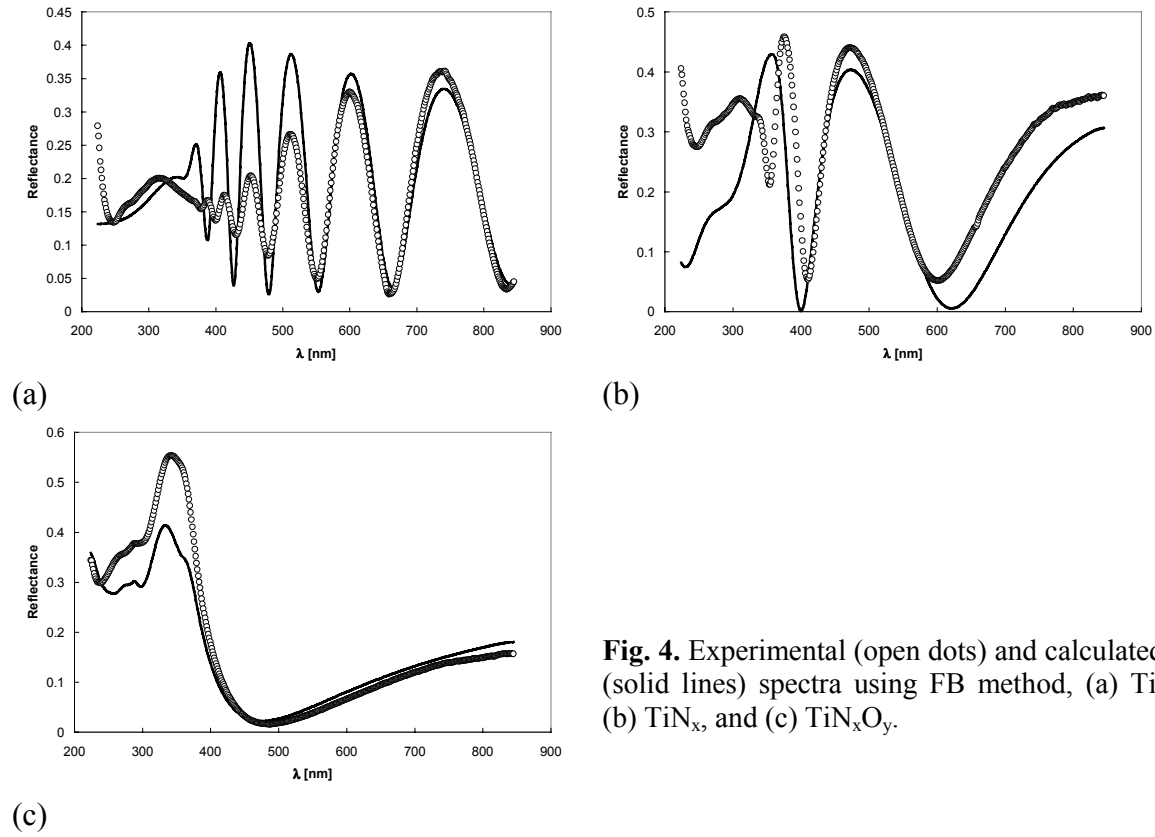 0.45
0.4
0.35
0.3
0.25
0.2
0.15
0.1
0.05
0
Reflectance
200 300 400 500 600 700 800 900
λ [nm]
(a)
0.5
0.4
0.3
0.2
0.1
0
Reflectance
200 300 400 500 600 700 800 900
λ [nm]
(b)
0.6
0.5
0.4
0.3
0.2
0.1
0
Reflectance
200 300 400 500 600 700 800 900
λ [nm]
(c)
Fig. 4. Experimental (open dots) and calculated
(solid lines) spectra using FB method, (a) Ti
(b) TiNₓ, and (c) TiNₓOᵧ.